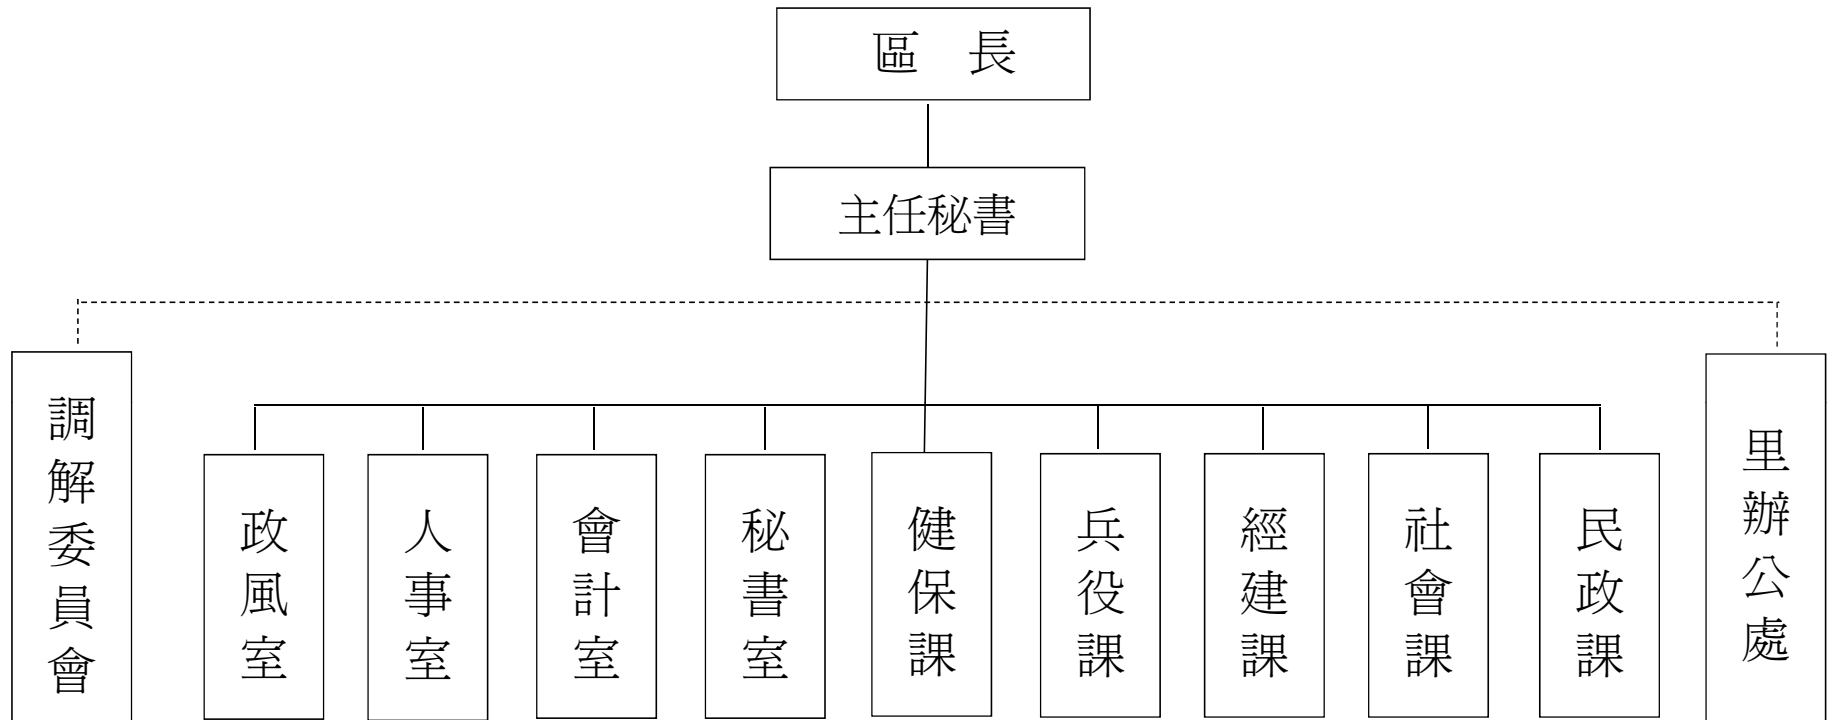 區　長
主任秘書
調解委員會
政風室
人事室
會計室
秘書室
健保課
兵役課
經建課
社會課
民政課
里辦公處